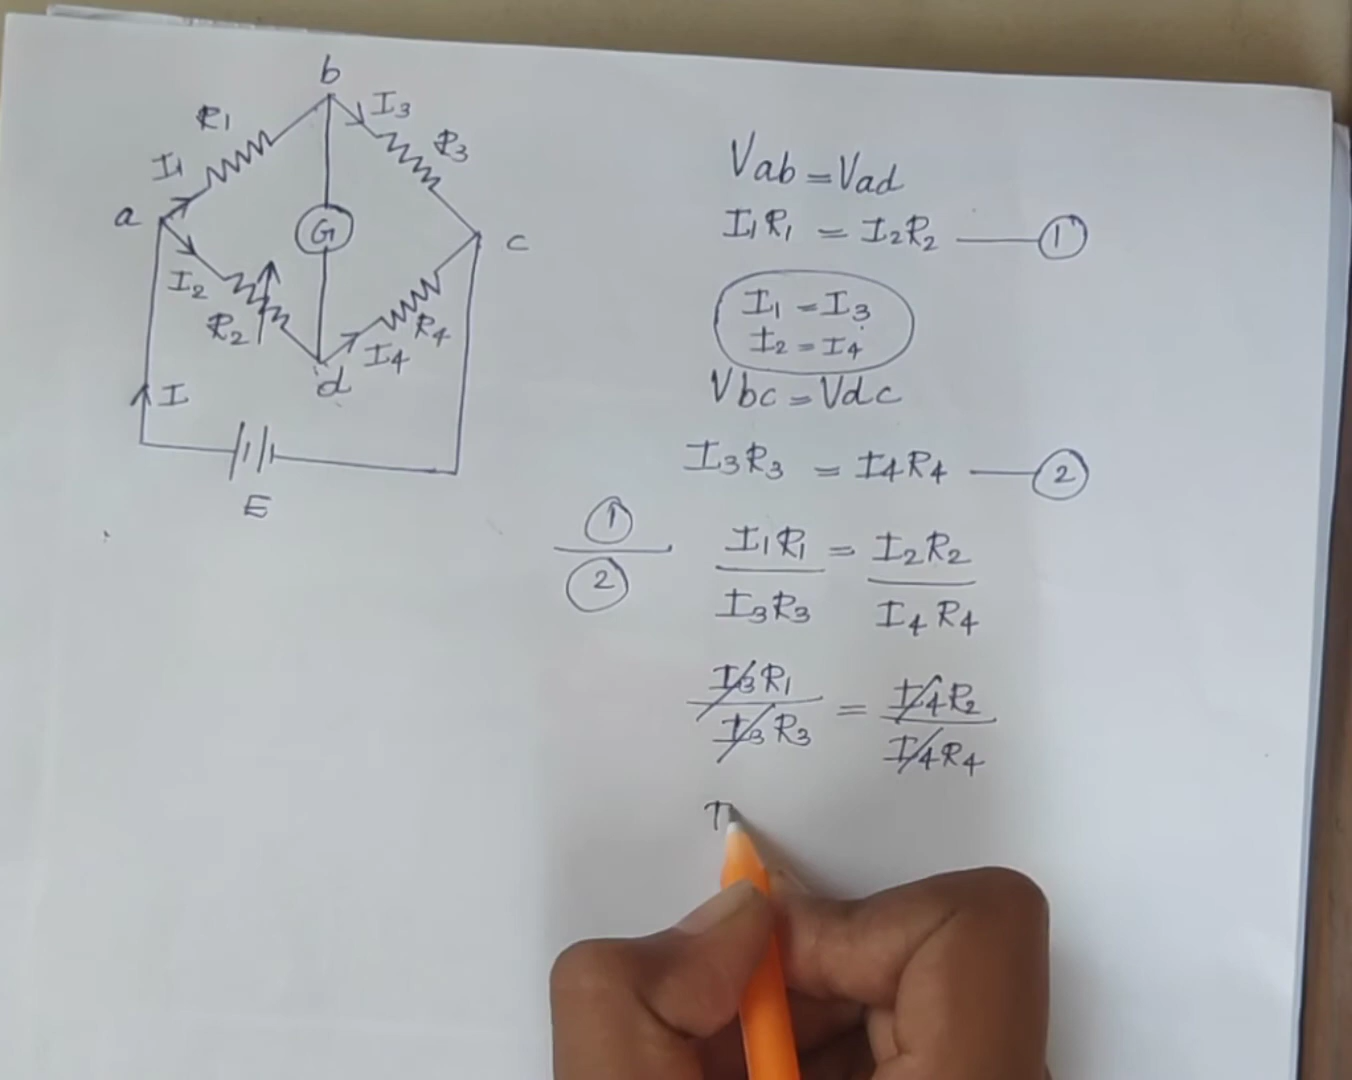 b
I3
R1
R3
I1
a
G
c
I2
R2
R4
I4
d
I
E
Vab = Vad
I1R1 = I2R2 —— 1
I1 = I3
I2 = I4
Vbc = Vdc
I3R3 = I4R4 —— 2
1/2 I1R1/I3R3 = I2R2/I4R4
I3R1/I3R3 = I4R2/I4R4